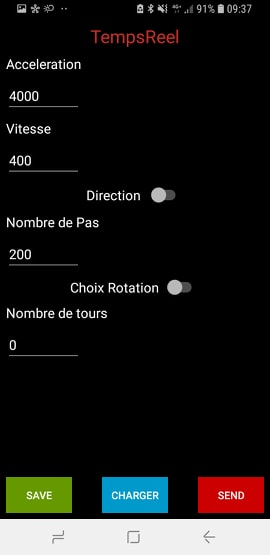 91% 09:37
TempsReel
Acceleration
4000
Vitesse
400
Direction
Nombre de Pas
200
Choix Rotation
Nombre de tours
0
SAVE CHARGER SEND